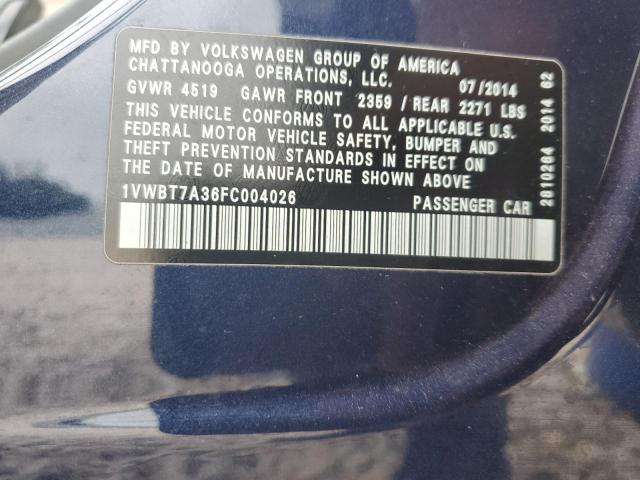 MFD BY VOLKSWAGEN GROUP OF AMERICA
CHATTANOOGA OPERATIONS, LLC. 07/2014
GVWR 4519 GAWR FRONT 2359 / REAR 2271 LBS
THIS VEHICLE CONFORMS TO ALL APPLICABLE U.S.
FEDERAL MOTOR VEHICLE SAFETY, BUMPER AND
THEFT PREVENTION STANDARDS IN EFFECT ON
THE DATE OF MANUFACTURE SHOWN ABOVE
1VWBT7A36FC004026 PASSENGER CAR
2810264 2014 62